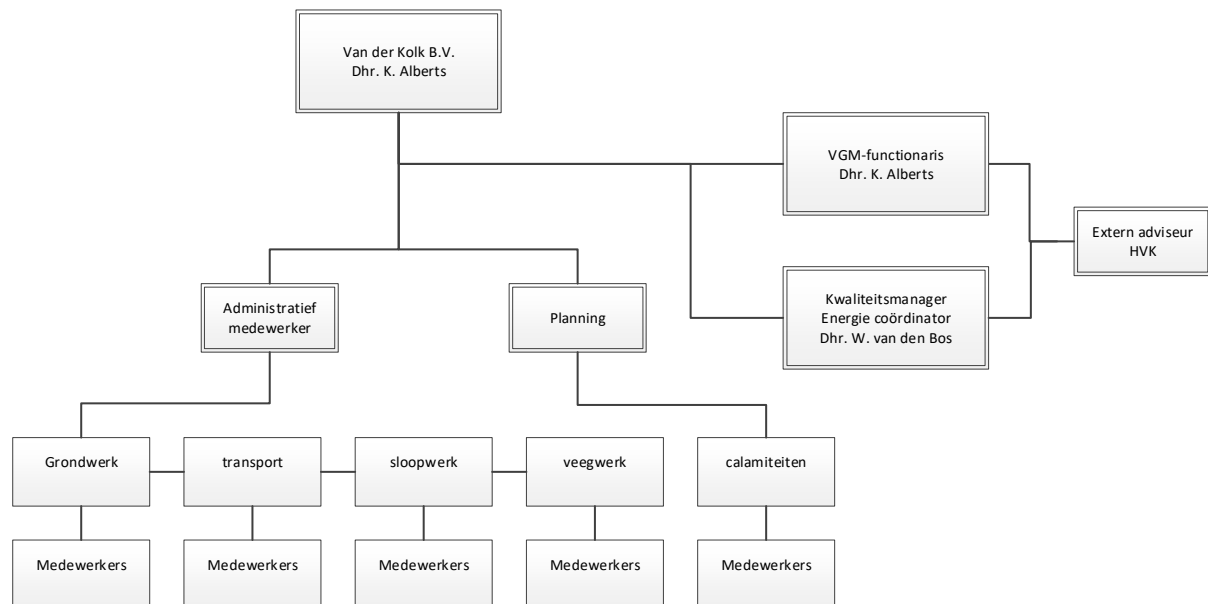 Van der Kolk B.V.
Dhr. K. Alberts
VGM-functionaris
Dhr. K. Alberts
Extern adviseur
HVK
Administratief
medewerker
Planning
Kwaliteitsmanager
Energie coördinator
Dhr. W. van den Bos
Grondwerk
transport
sloopwerk
veegwerk
calamiteiten
Medewerkers
Medewerkers
Medewerkers
Medewerkers
Medewerkers